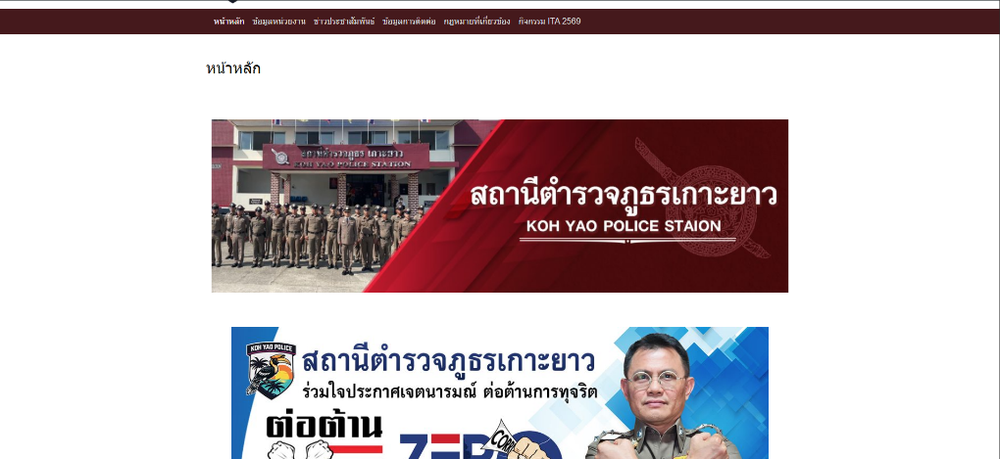 หน้าหลัก ข้อมูลหน่วยงาน ข่าวประชาสัมพันธ์ ข้อมูลการติดต่อ กฎหมายที่เกี่ยวข้อง กิจกรรม ITA 2569
หน้าหลัก
สถานีตำรวจภูธร เกาะยาว
KOH YAO POLICE STATION
สถานีตำรวจภูธรเกาะยาว
KOH YAO POLICE STAION
KOH YAO POLICE
สถานีตำรวจภูธรเกาะยาว
ร่วมใจประกาศเจตนารมณ์ ต่อต้านการทุจริต
ต่อต้าน